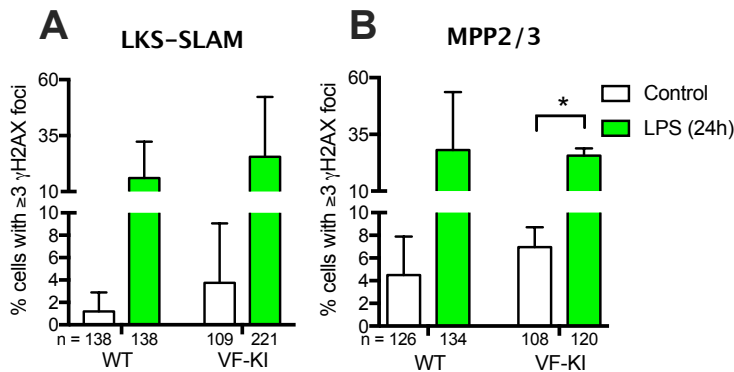 A
LKS-SLAM
% cells with ≥3 γH2AX foci
60
35
10
10
8
6
4
2
0
n = 138 138 109 221
WT VF-KI
B
MPP2/3
% cells with ≥3 γH2AX foci
60
35
10
10
8
6
4
2
0
*
n = 126 134 108 120
WT VF-KI
Control
LPS (24h)